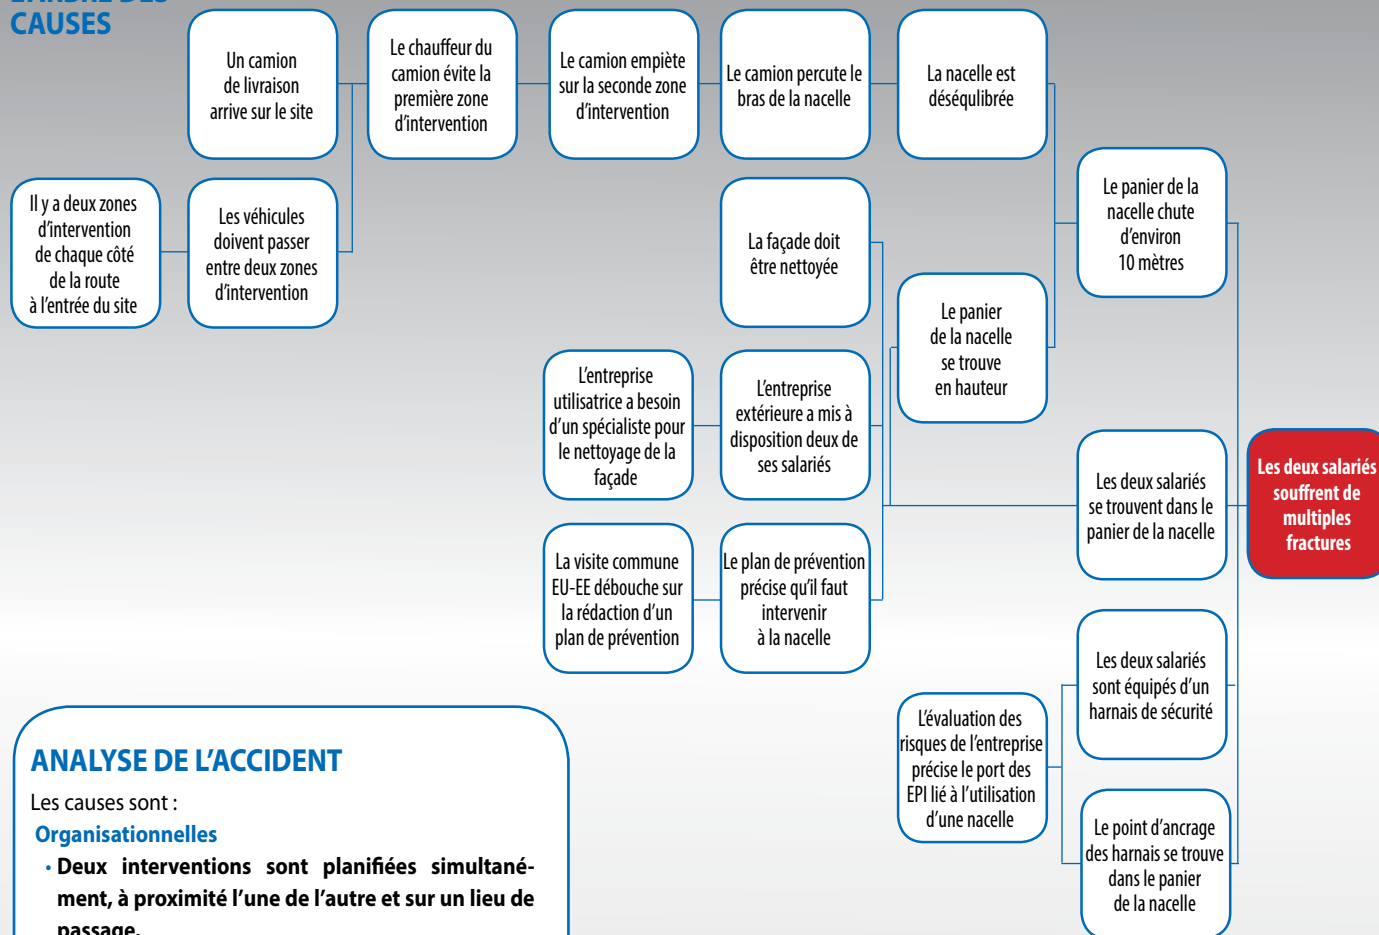 L'ARBRE DES
CAUSES
Un camion
de livraison
arrive sur le site
Le chauffeur du
camion évite la
première zone
d'intervention
Le camion empiète
sur la seconde zone
d'intervention
Le camion percute le
bras de la nacelle
La nacelle est
déséqulibrée
Il y a deux zones
d'intervention
de chaque côté
de la route
à l'entrée du site
Les véhicules
doivent passer
entre deux zones
d'intervention
La façade doit
être nettoyée
Le panier de la
nacelle chute
d'environ
10 mètres
Le panier
de la nacelle
se trouve
en hauteur
L'entreprise
utilisatrice a besoin
d'un spécialiste pour
le nettoyage de la
façade
L'entreprise
extérieure a mis à
disposition deux de
ses salariés
Les deux salariés
se trouvent dans le
panier de la nacelle
Les deux salariés
souffrent de
multiples
fractures
La visite commune
EU-EE débouche sur
la rédaction d'un
plan de prévention
Le plan de prévention
précise qu'il faut
intervenir
à la nacelle
Les deux salariés
sont équipés d'un
harnais de sécurité
L'évaluation des
risques de l'entreprise
précise le port des
EPI lié à l'utilisation
d'une nacelle
Le point d'ancrage
des harnais se trouve
dans le panier
de la nacelle
ANALYSE DE L'ACCIDENT
Les causes sont :
Organisationnelles
• Deux interventions sont planifiées simultané-
ment, à proximité l'une de l'autre et sur un lieu de
passage.